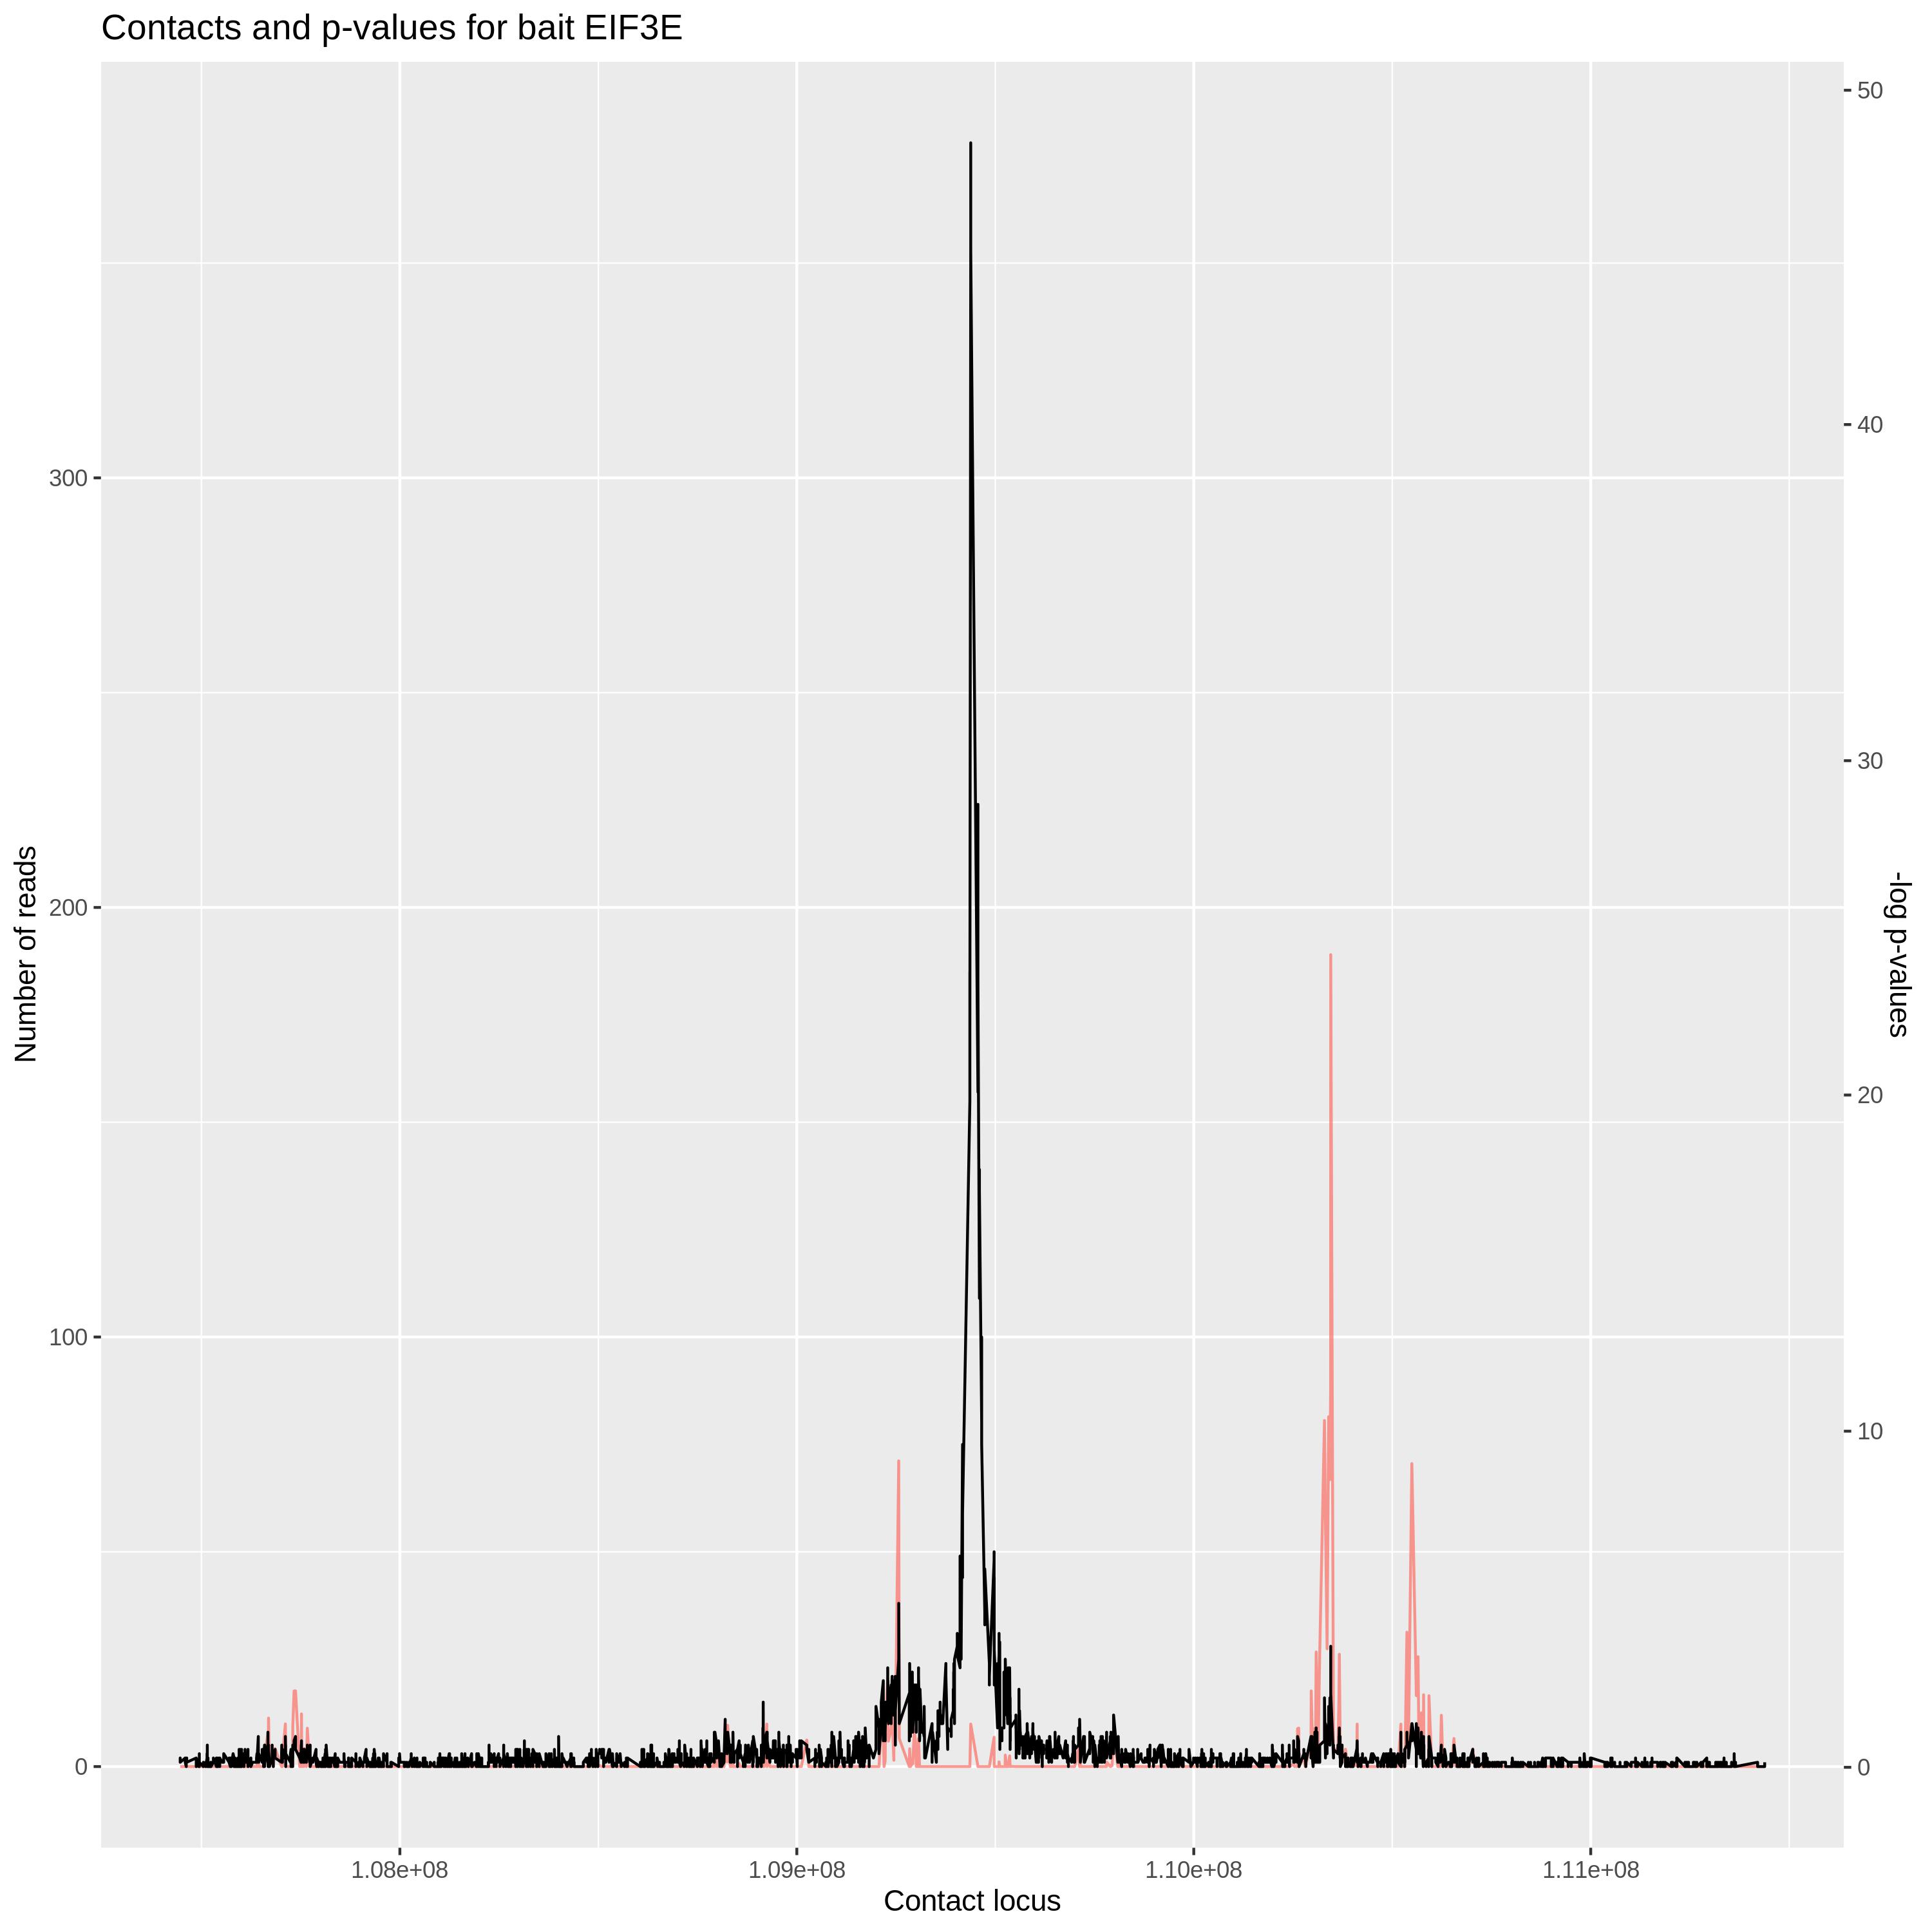 Contacts and p-values for bait EIF3E
Number of reads
300
200
100
0
50
40
30
20
10
0
-log p-values
1.08e+08 1.09e+08 1.10e+08 1.11e+08
Contact locus